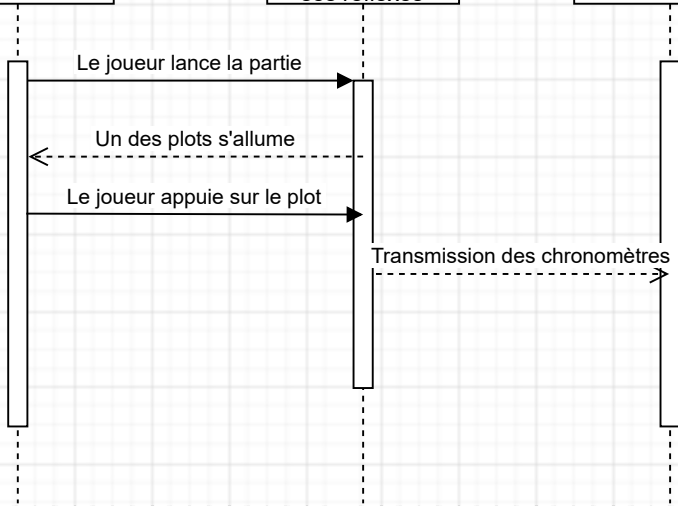 Le joueur lance la partie
Un des plots s'allume
Le joueur appuie sur le plot
Transmission des chronomètres